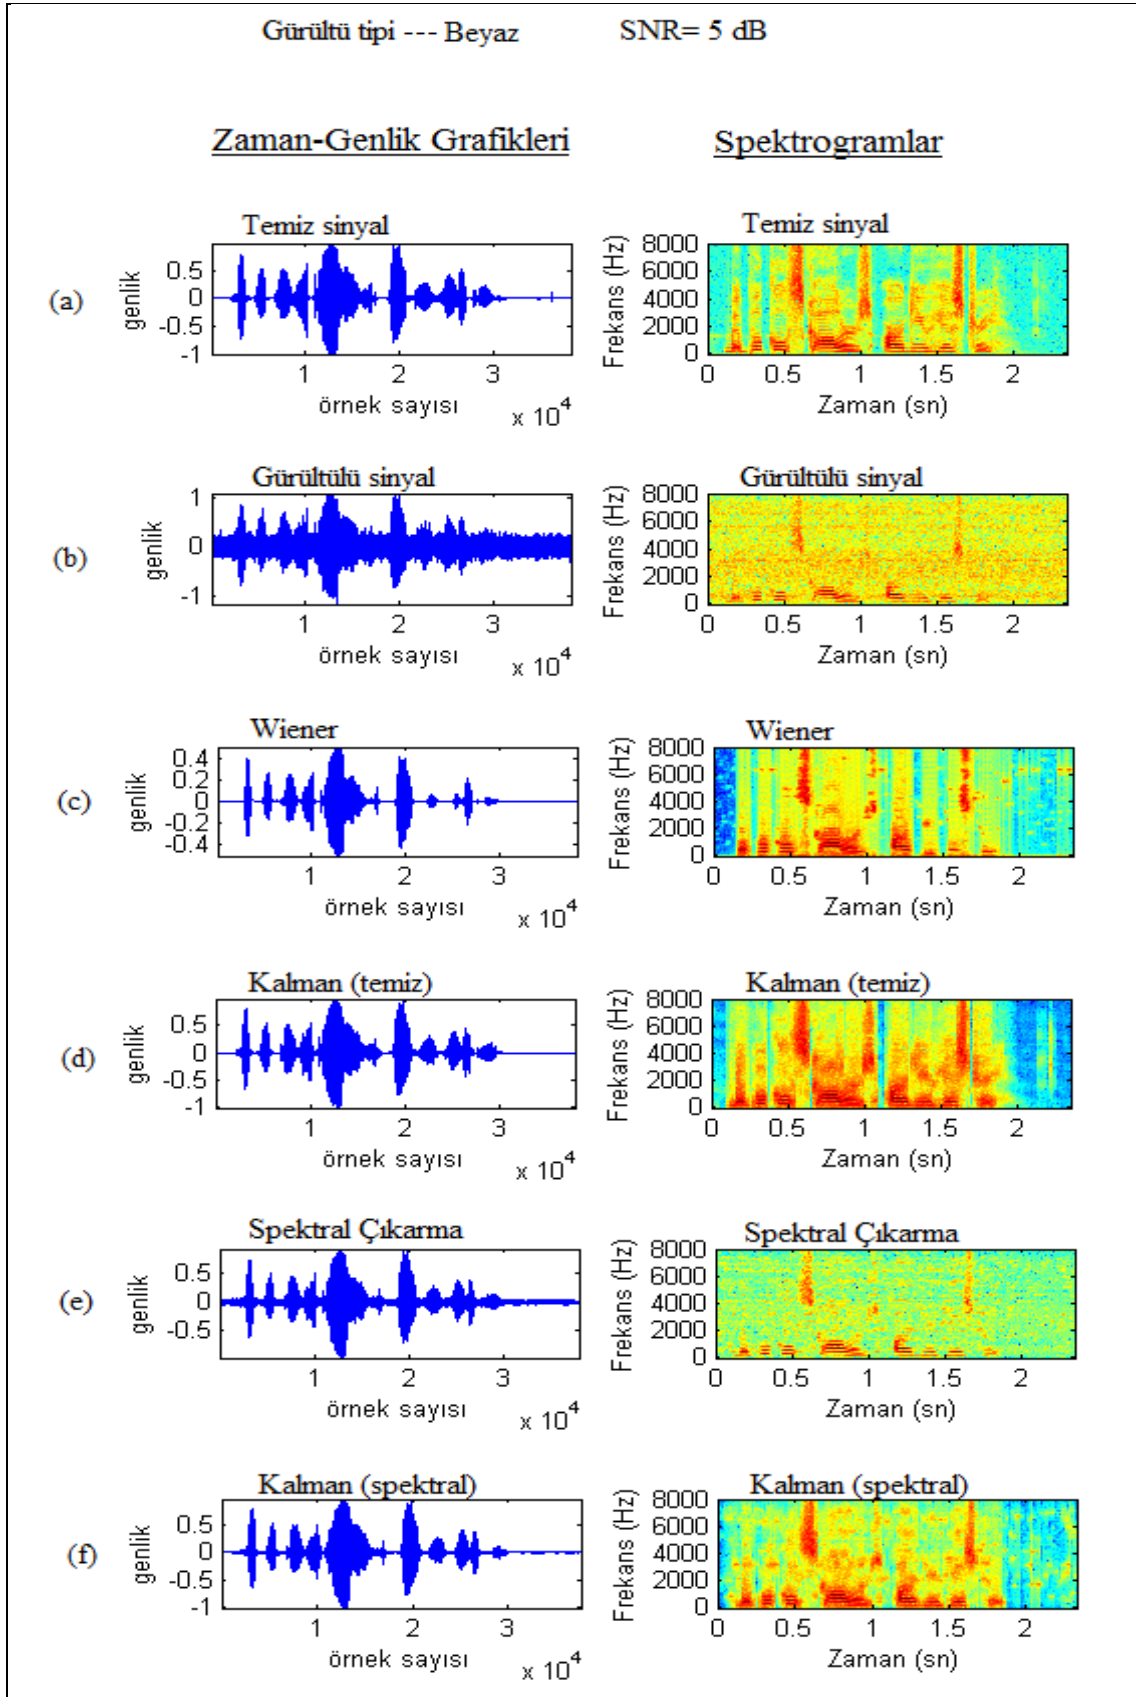 Gürültü tipi --- Beyaz SNR= 5 dB
Zaman-Genlik Grafikleri Spektrogramlar
(a)
Temiz sinyal
genlik
0.5
0
-0.5
-1
1 2 3
örnek sayısı x 10^4
Temiz sinyal
Frekans (Hz)
8000
6000
4000
2000
0
0 0.5 1 1.5 2
Zaman (sn)
(b)
Gürültülü sinyal
genlik
1
0
-1
1 2 3
örnek sayısı x 10^4
Gürültülü sinyal
Frekans (Hz)
8000
6000
4000
2000
0
0 0.5 1 1.5 2
Zaman (sn)
(c)
Wiener
genlik
0.4
0.2
0
-0.2
-0.4
1 2 3
örnek sayısı x 10^4
Wiener
Frekans (Hz)
8000
6000
4000
2000
0
0 0.5 1 1.5 2
Zaman (sn)
(d)
Kalman (temiz)
genlik
0.5
0
-0.5
-1
1 2 3
örnek sayısı x 10^4
Kalman (temiz)
Frekans (Hz)
8000
6000
4000
2000
0
0 0.5 1 1.5 2
Zaman (sn)
(e)
Spektral Çıkarma
genlik
0.5
0
-0.5
1 2 3
örnek sayısı x 10^4
Spektral Çıkarma
Frekans (Hz)
8000
6000
4000
2000
0
0 0.5 1 1.5 2
Zaman (sn)
(f)
Kalman (spektral)
genlik
0.5
0
-0.5
-1
1 2 3
örnek sayısı x 10^4
Kalman (spektral)
Frekans (Hz)
8000
6000
4000
2000
0
0 0.5 1 1.5 2
Zaman (sn)